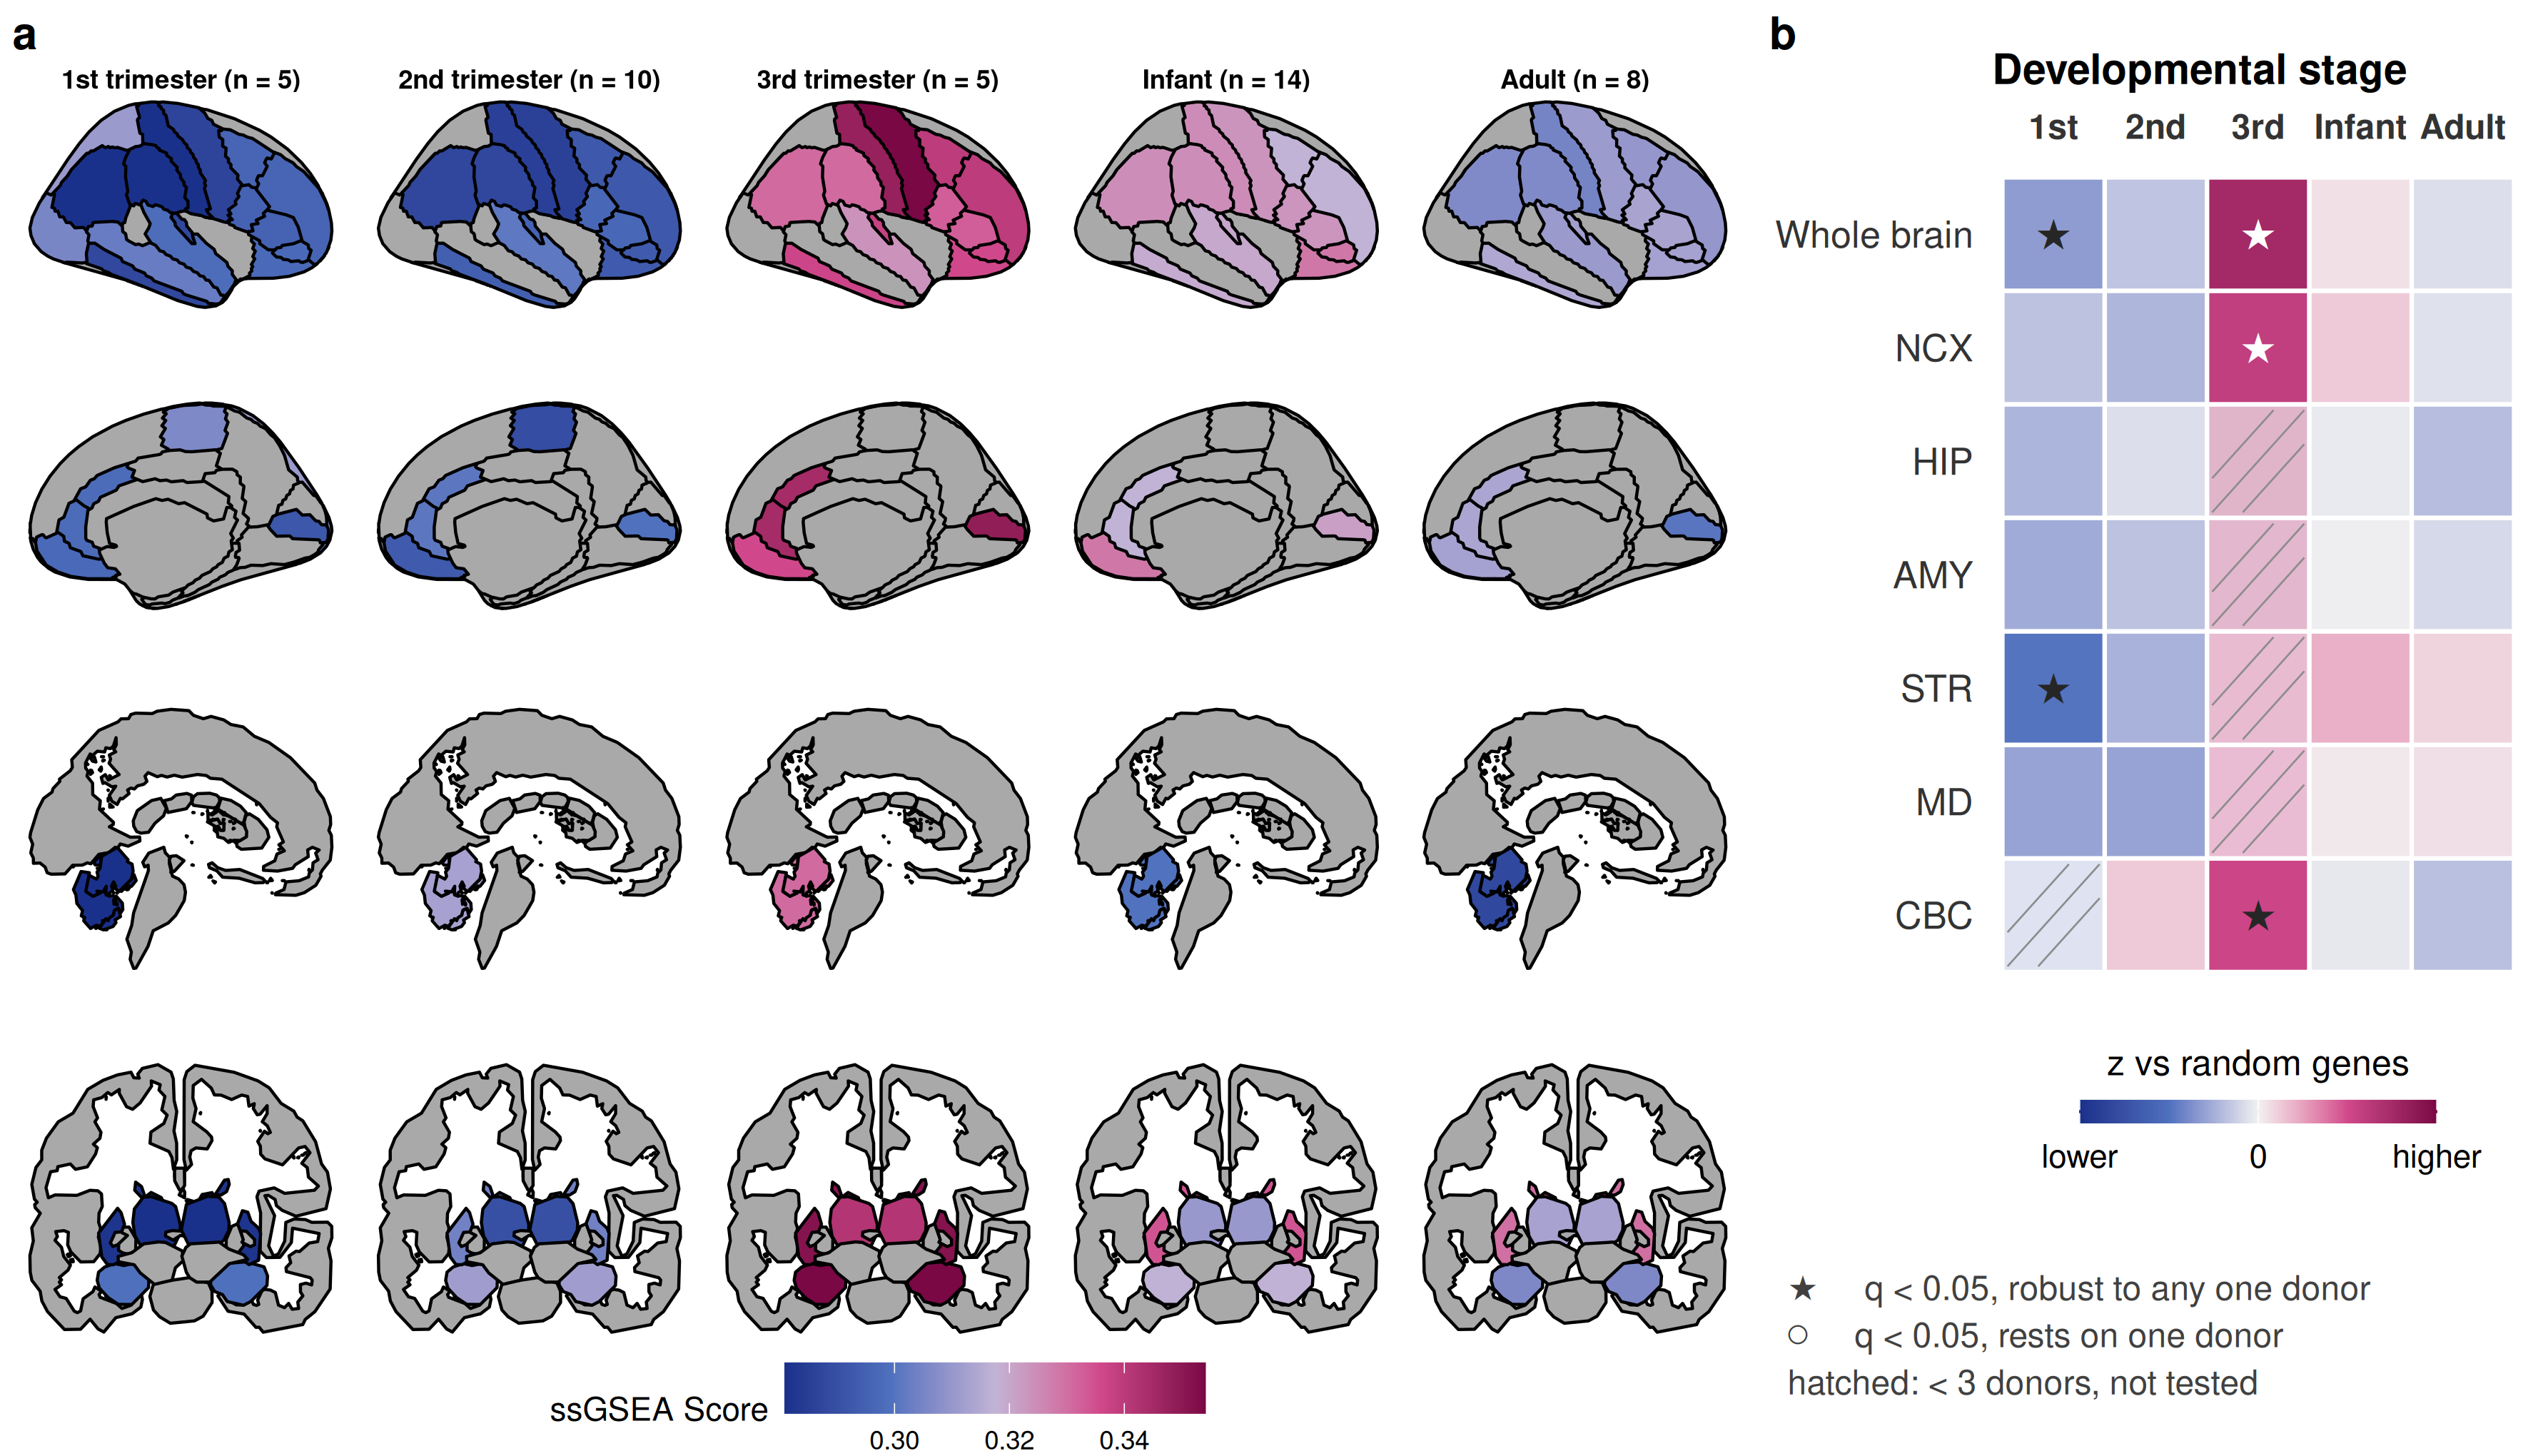 a
1st trimester (n = 5)
2nd trimester (n = 10)
3rd trimester (n = 5)
Infant (n = 14)
Adult (n = 8)
ssGSEA Score
0.30
0.32
0.34
b
Developmental stage
1st
2nd
3rd
Infant
Adult
Whole brain
NCX
HIP
AMY
STR
MD
CBC
z vs random genes
lower
0
higher
★ q < 0.05, robust to any one donor
○ q < 0.05, rests on one donor
hatched: < 3 donors, not tested